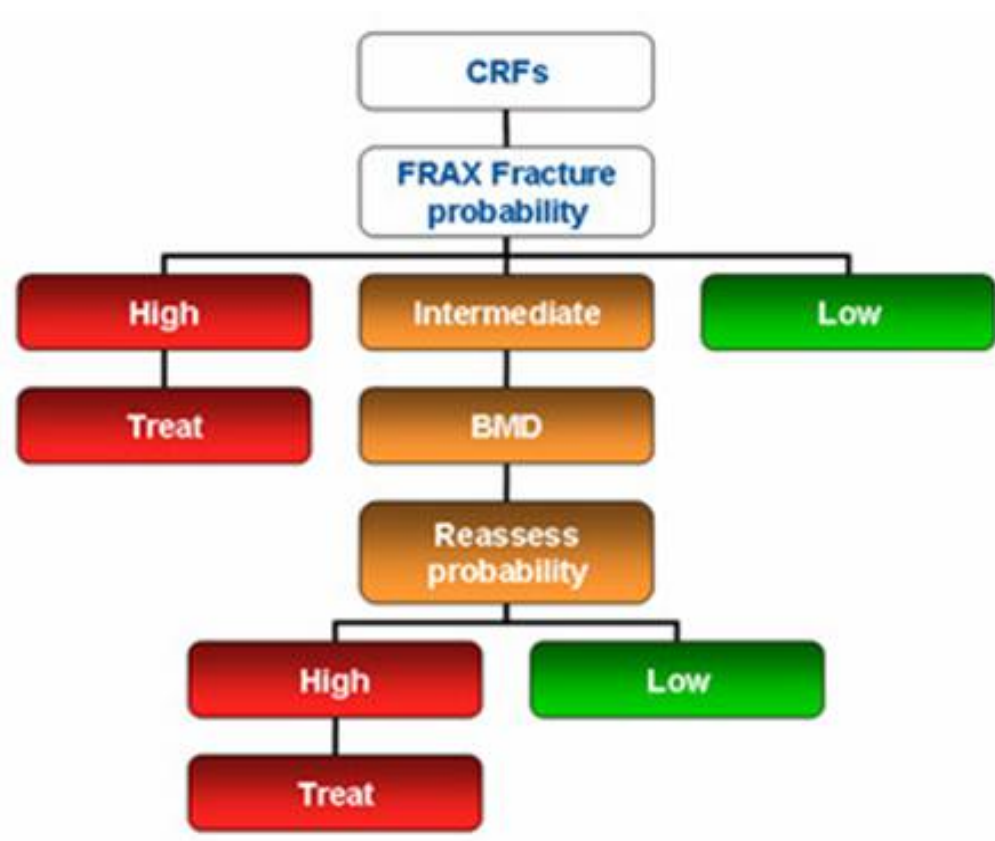 CRFs
FRAX Fracture
probability
High
Intermediate
Low
Treat
BMD
Reassess
probability
High
Low
Treat